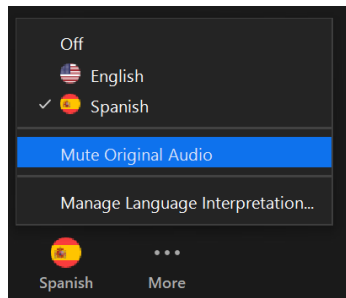 Off
English
Spanish
Mute Original Audio
Manage Language Interpretation...
Spanish
More